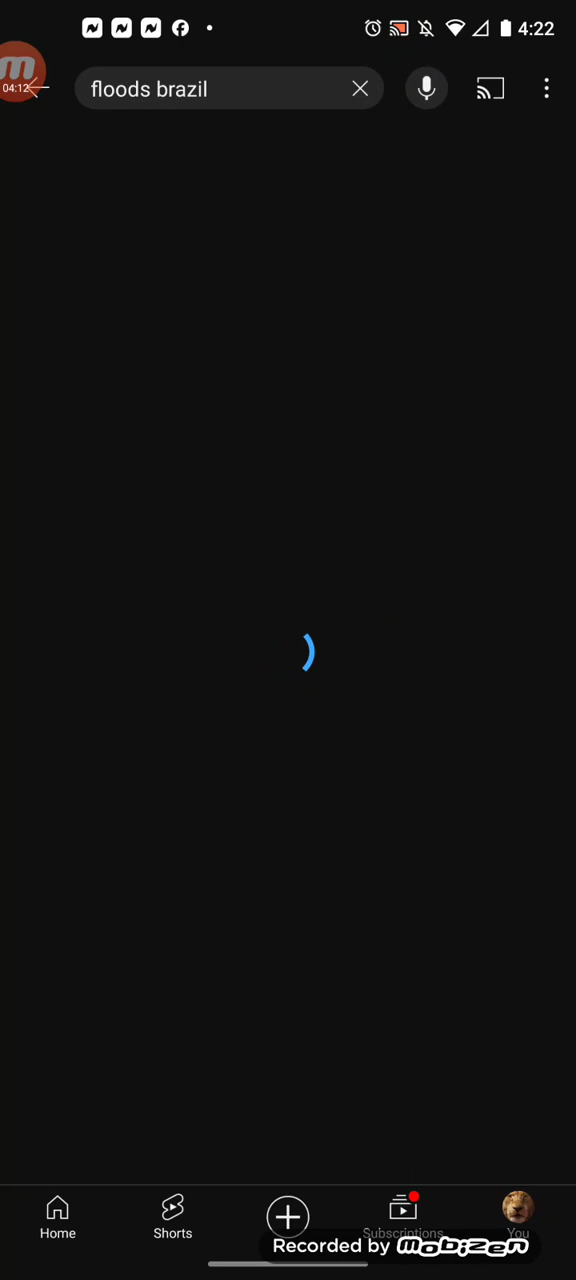 4:22
m
04:12
floods brazil
Home
Shorts
Subscriptions
You
Recorded by mobizen